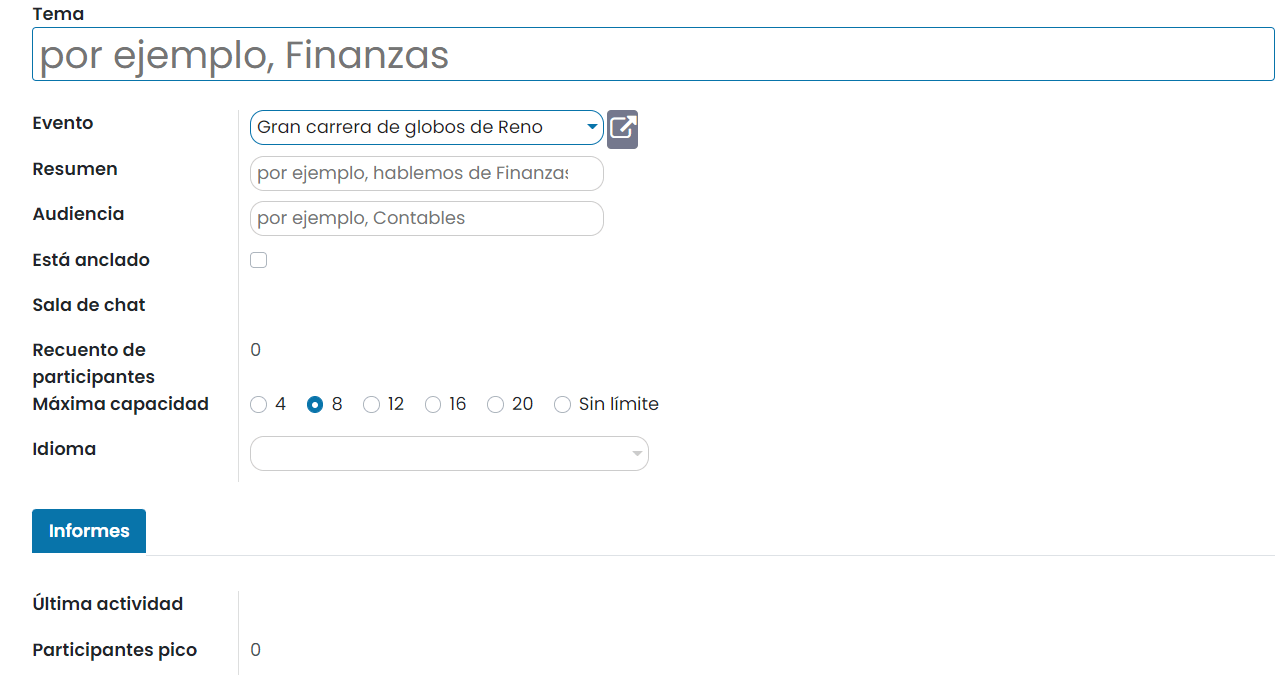 Tema
por ejemplo, Finanzas
Evento
Gran carrera de globos de Reno
Resumen
por ejemplo, hablemos de Finanzas
Audiencia
por ejemplo, Contables
Está anclado
Sala de chat
Recuento de
participantes
0
Máxima capacidad
4 8 12 16 20 Sin límite
Idioma
Informes
Última actividad
Participantes pico
0